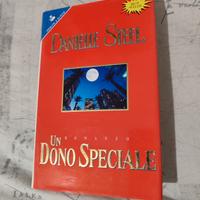 DANIELLE STEEL
ROMANZO
UN
DONO SPECIALE